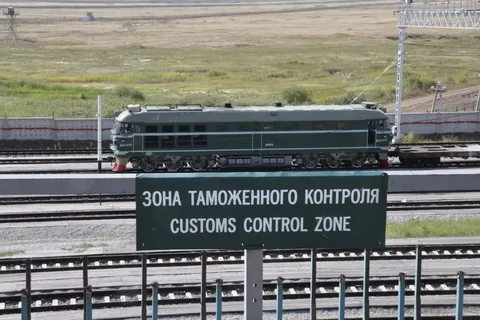 ЗОНА ТАМОЖЕННОГО КОНТРОЛЯ
CUSTOMS CONTROL ZONE